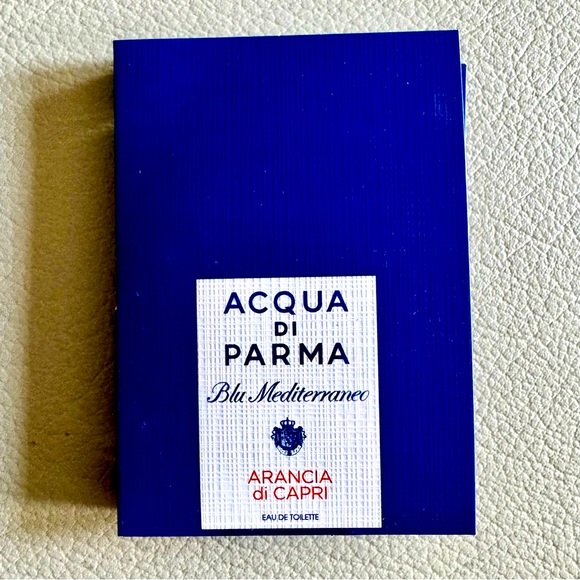 ACQUA
DI
PARMA
Blu Mediterraneo
ARANCIA
di CAPRI
EAU DE TOILETTE